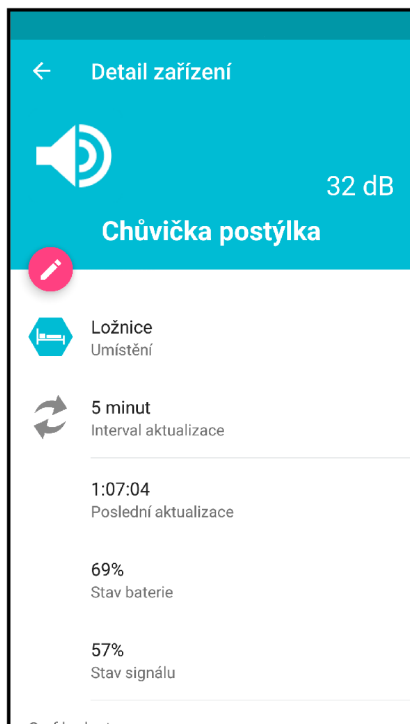 Detail zařízení
32 dB
Chůvička postýlka
Ložnice
Umístění
5 minut
Interval aktualizace
1:07:04
Poslední aktualizace
69%
Stav baterie
57%
Stav signálu